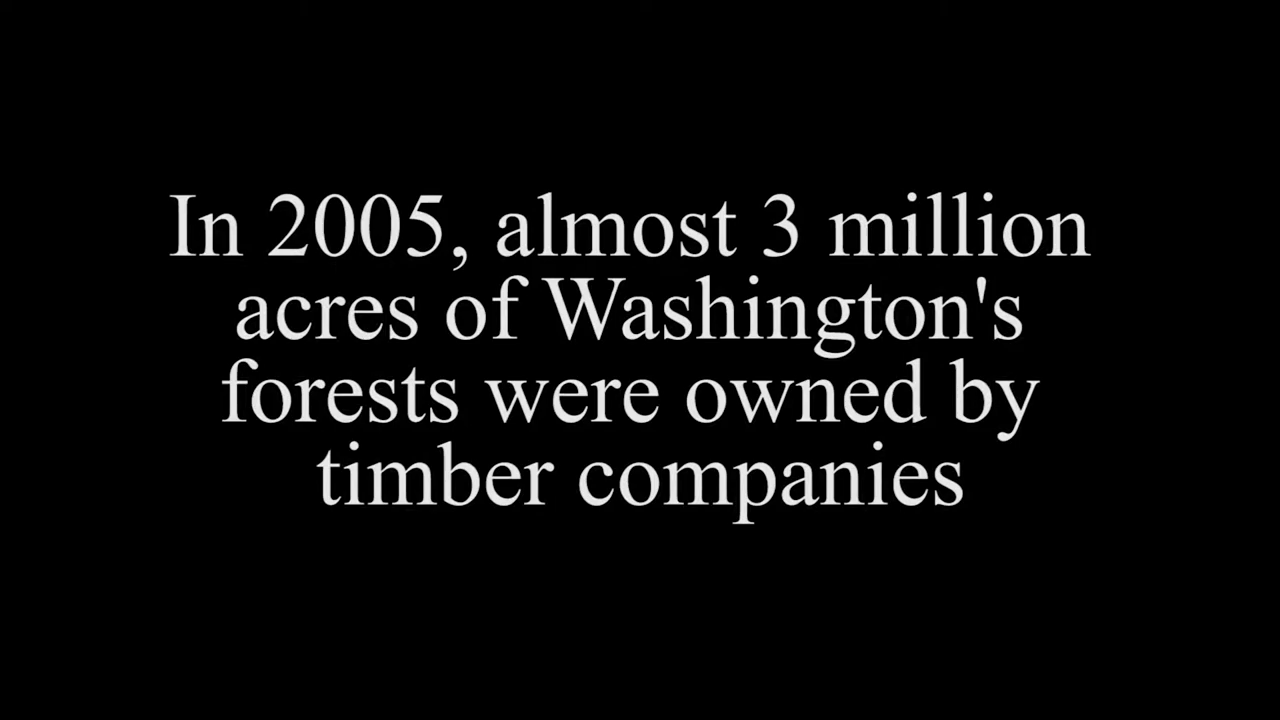 In 2005, almost 3 million
acres of Washington's
forests were owned by
timber companies